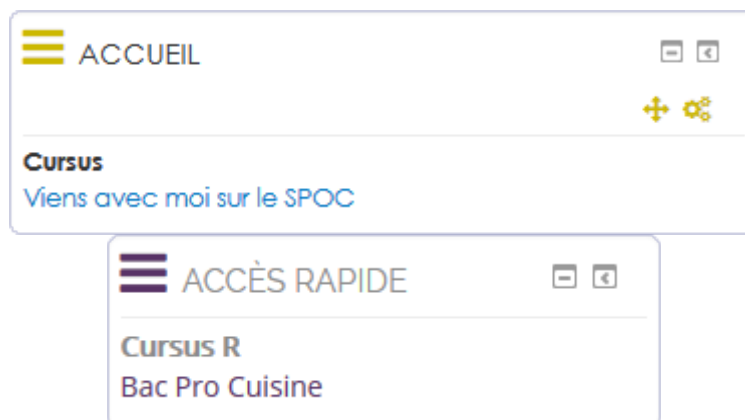 ACCUEIL
Cursus
Viens avec moi sur le SPOC
ACCÈS RAPIDE
Cursus R
Bac Pro Cuisine